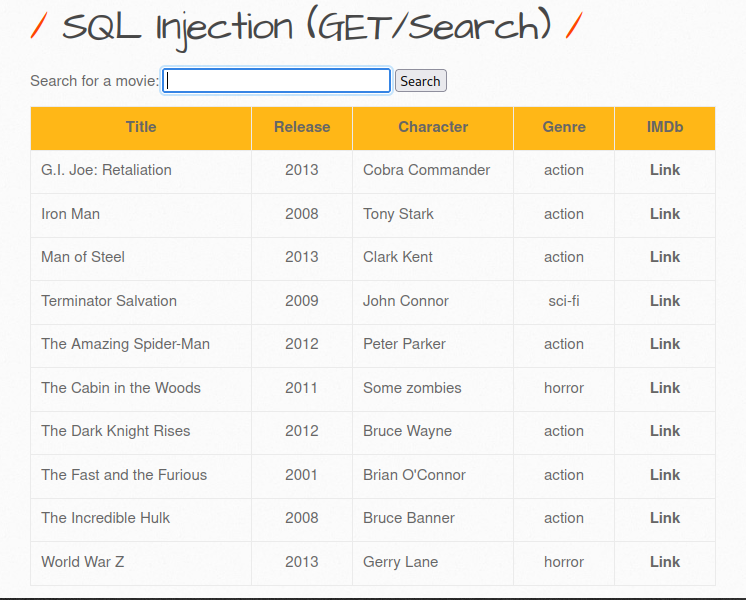 / SQL Injection (GET/Search) /
Search for a movie: Search
Title Release Character Genre IMDb
G.I. Joe: Retaliation 2013 Cobra Commander action Link
Iron Man 2008 Tony Stark action Link
Man of Steel 2013 Clark Kent action Link
Terminator Salvation 2009 John Connor sci-fi Link
The Amazing Spider-Man 2012 Peter Parker action Link
The Cabin in the Woods 2011 Some zombies horror Link
The Dark Knight Rises 2012 Bruce Wayne action Link
The Fast and the Furious 2001 Brian O'Connor action Link
The Incredible Hulk 2008 Bruce Banner action Link
World War Z 2013 Gerry Lane horror Link